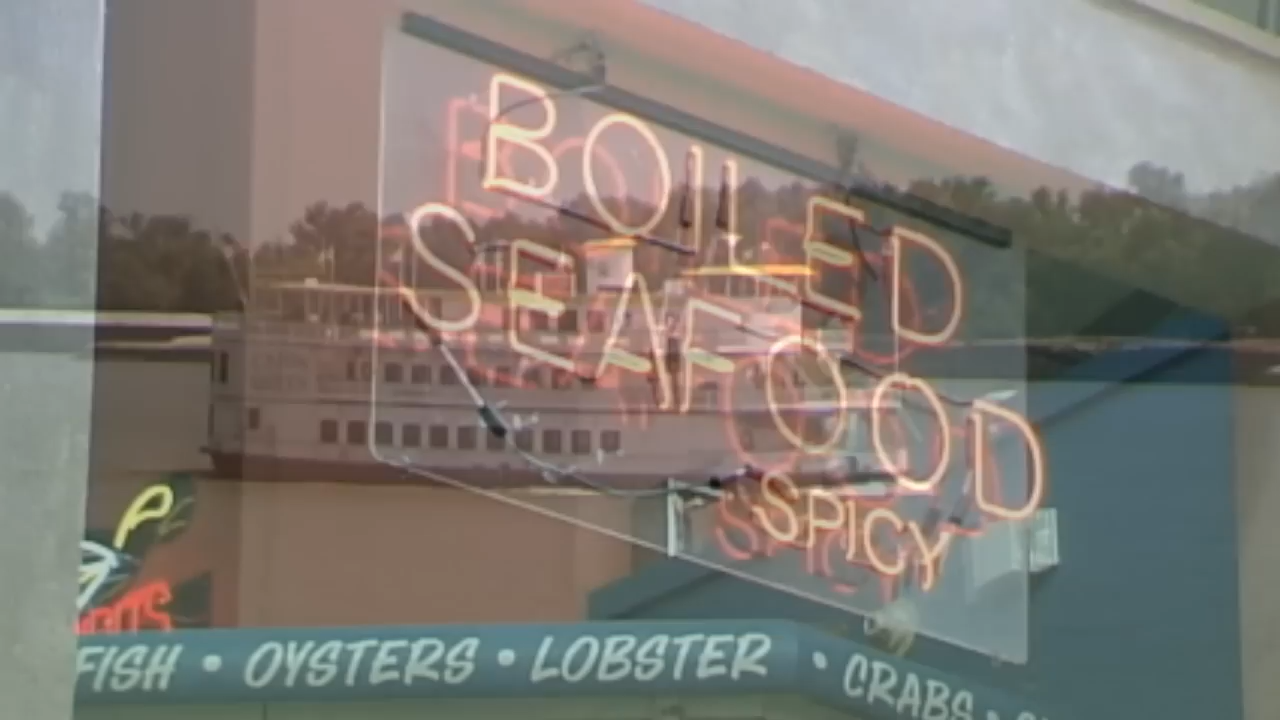 BOILED
SEAFOOD
SPICY
FISH • OYSTERS • LOBSTER • CRABS •